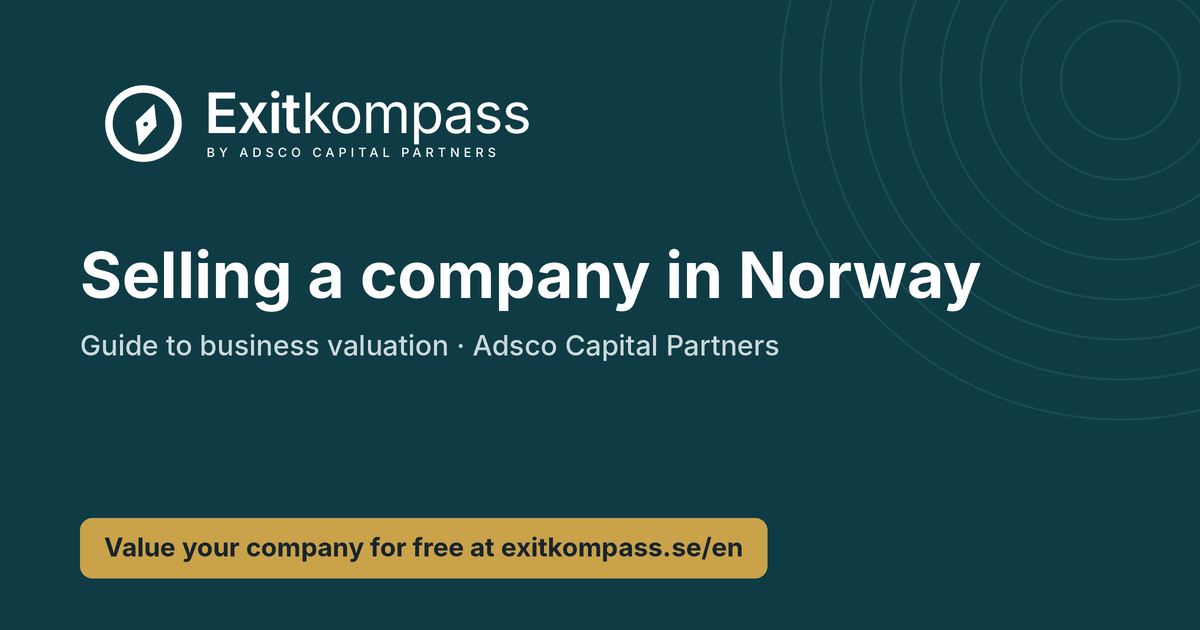 Exitkompass
BY ADSCO CAPITAL PARTNERS
Selling a company in Norway
Guide to business valuation · Adsco Capital Partners
Value your company for free at exitkompass.se/en